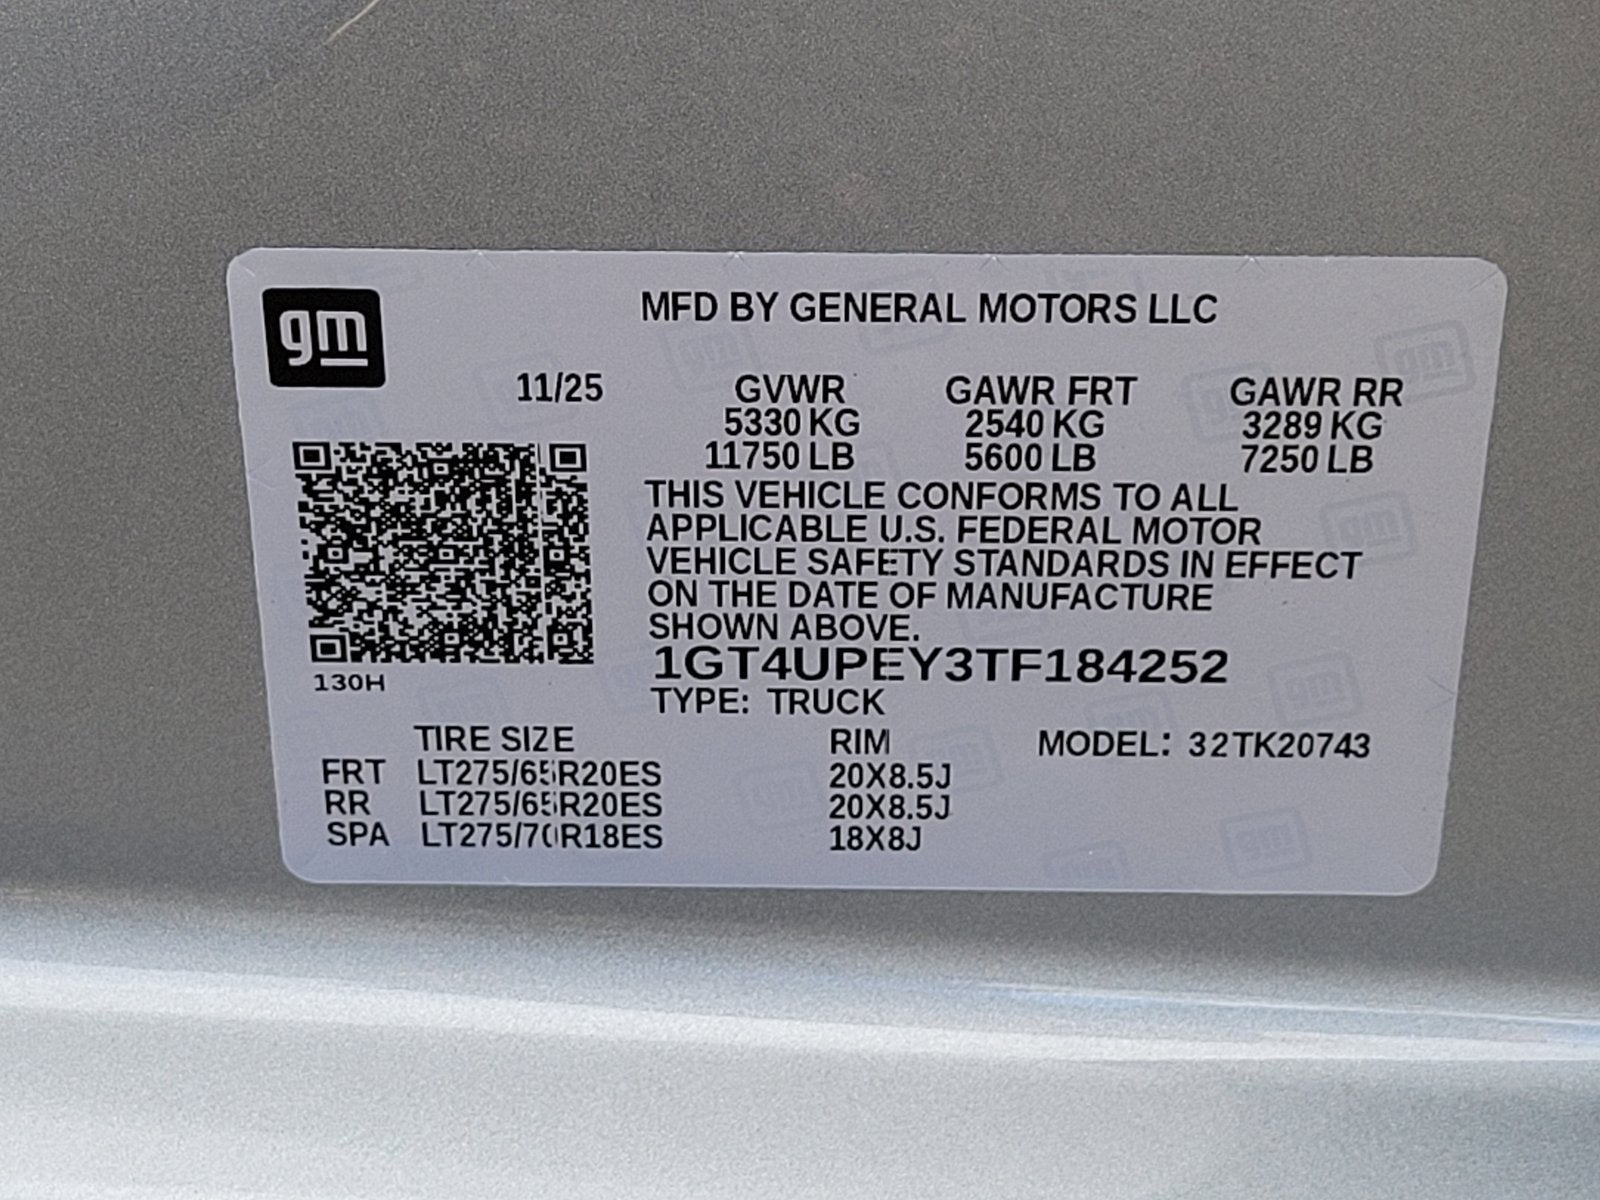 gm
MFD BY GENERAL MOTORS LLC
11/25 GVWR GAWR FRT GAWR RR
5330 KG 2540 KG 3289 KG
11750 LB 5600 LB 7250 LB
THIS VEHICLE CONFORMS TO ALL
APPLICABLE U.S. FEDERAL MOTOR
VEHICLE SAFETY STANDARDS IN EFFECT
ON THE DATE OF MANUFACTURE
SHOWN ABOVE.
1GT4UPEY3TF184252
130H
TYPE: TRUCK
TIRE SIZE RIM MODEL: 32TK20743
FRT LT275/65R20ES 20X8.5J
RR LT275/65R20ES 20X8.5J
SPA LT275/70R18ES 18X8J